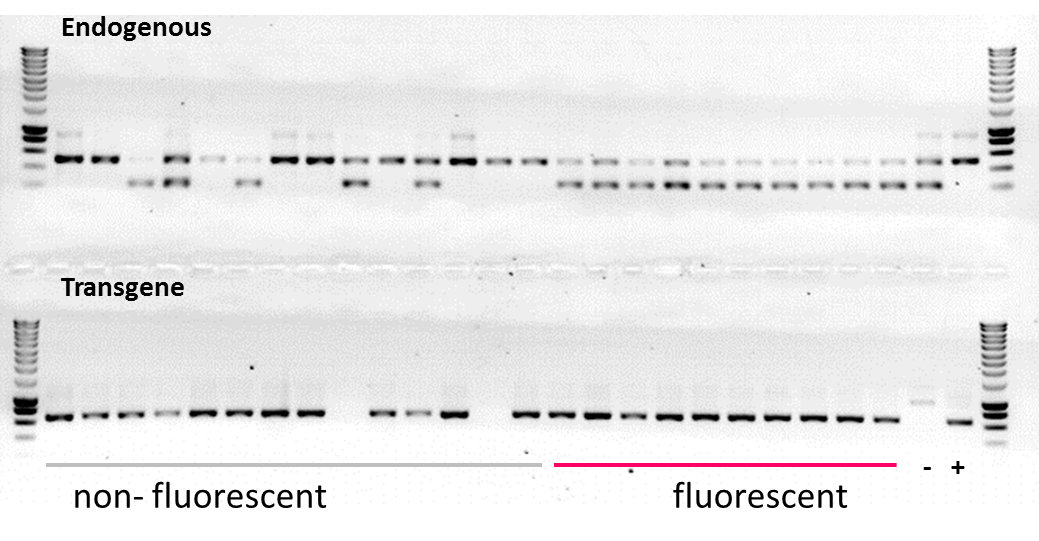 Endogenous
Transgene
- +
non- fluorescent
fluorescent